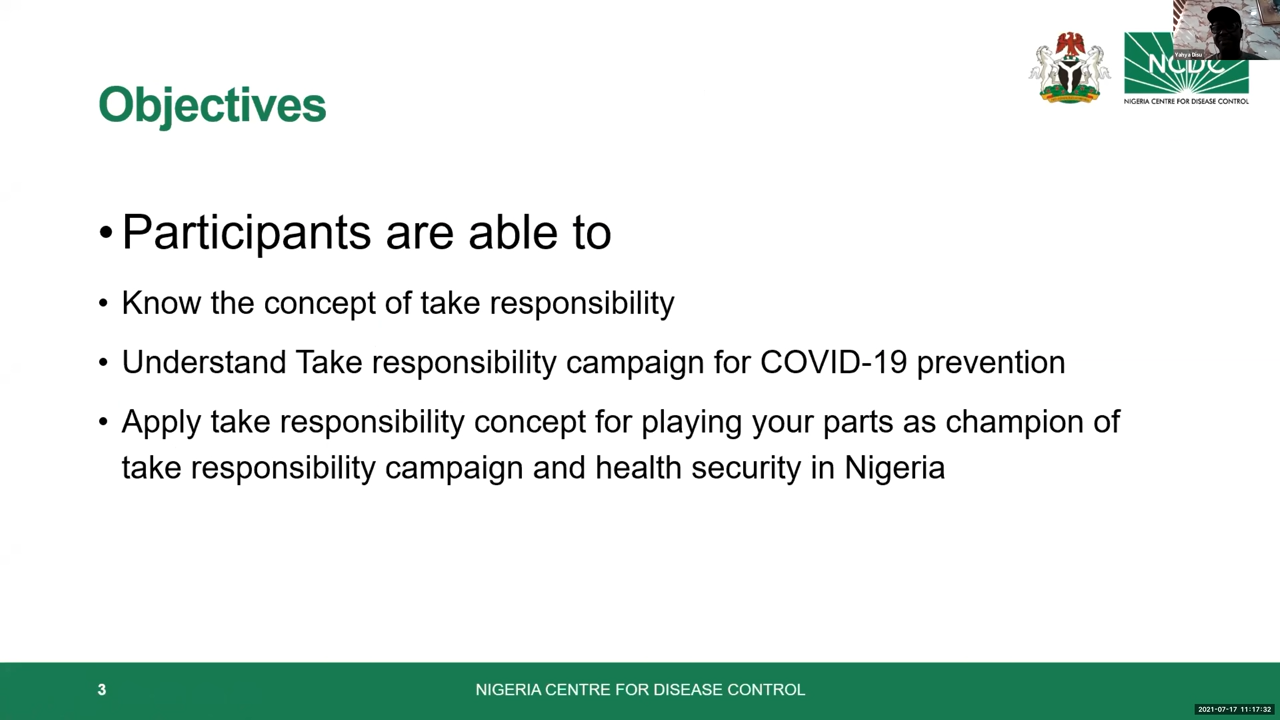 Yahya Disu
NCDC
NIGERIA CENTRE FOR DISEASE CONTROL
Objectives
• Participants are able to
• Know the concept of take responsibility
• Understand Take responsibility campaign for COVID-19 prevention
• Apply take responsibility concept for playing your parts as champion of
take responsibility campaign and health security in Nigeria
3
NIGERIA CENTRE FOR DISEASE CONTROL
2021-07-17 11:17:32